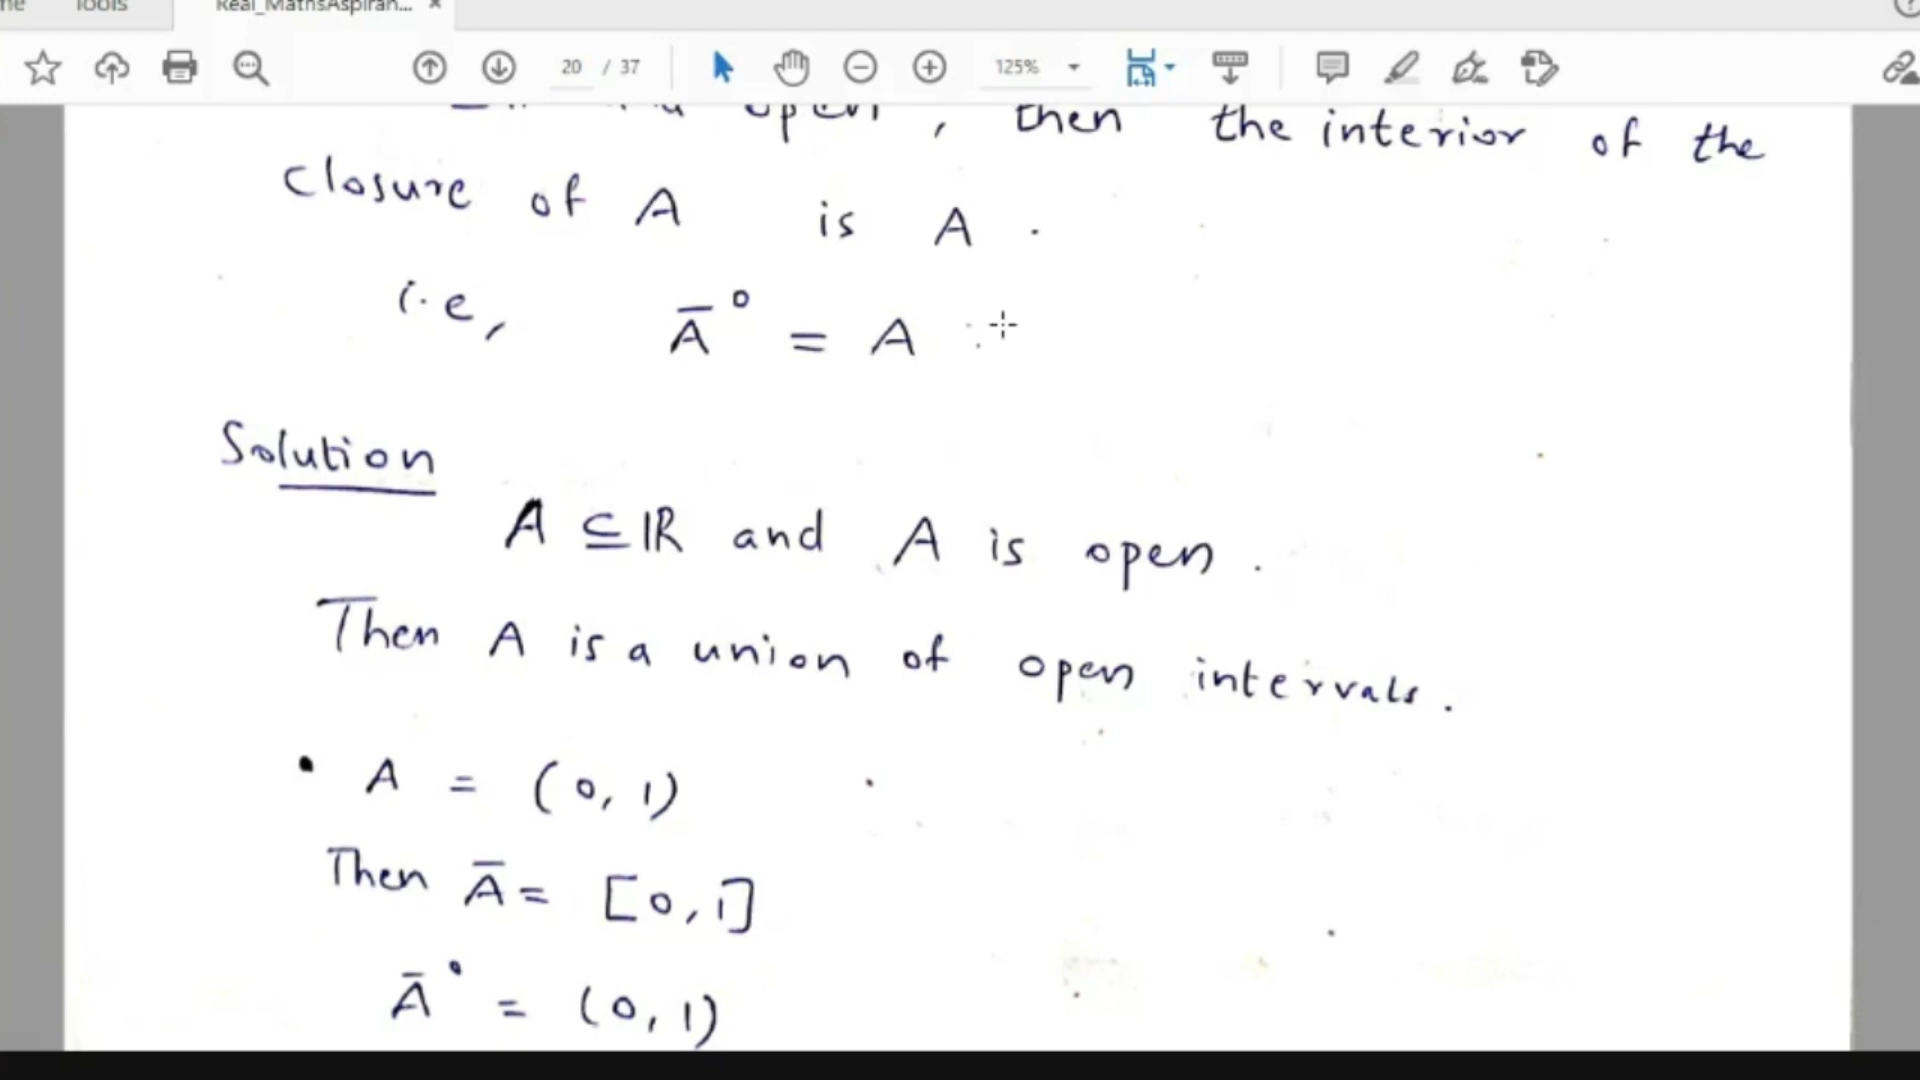 Tools Real_MathsAspiran... ×
20 / 37 125%
open, then the interior of the
closure of A is A.
i.e, Ā° = A
Solution
A ⊆ ℝ and A is open.
Then A is a union of open intervals.
• A = (0, 1)
Then Ā = [0, 1]
Ā° = (0, 1)